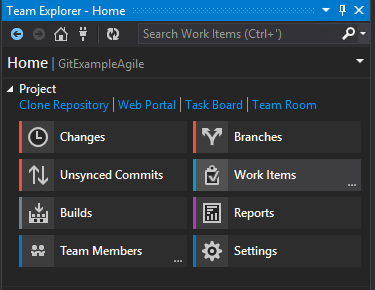 Team Explorer - Home
Search Work Items (Ctrl+')
Home | GitExampleAgile
Project
Clone Repository | Web Portal | Task Board | Team Room
Changes
Branches
Unsynced Commits
Work Items
...
Builds
Reports
Team Members
...
Settings